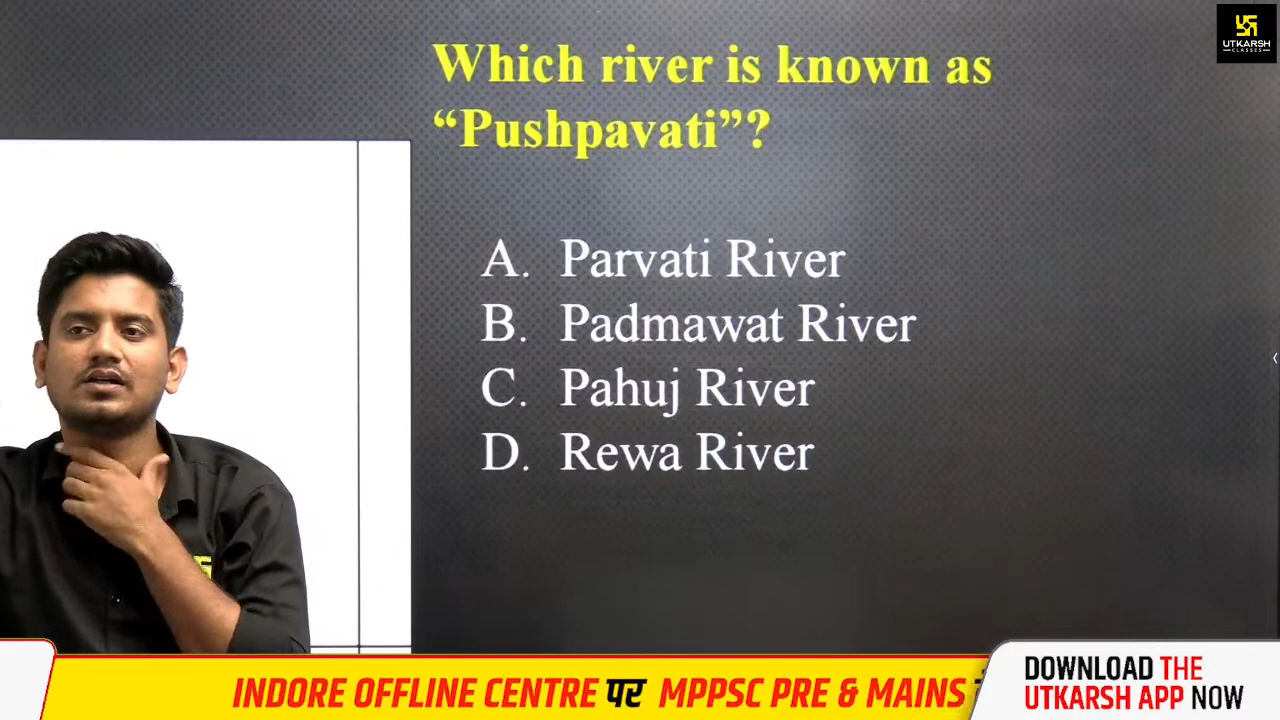 UTKARSH
CLASSES
Which river is known as
“Pushpavati”?
A. Parvati River
B. Padmawat River
C. Pahuj River
D. Rewa River
INDORE OFFLINE CENTRE पर MPPSC PRE & MAINS
DOWNLOAD THE
UTKARSH APP NOW